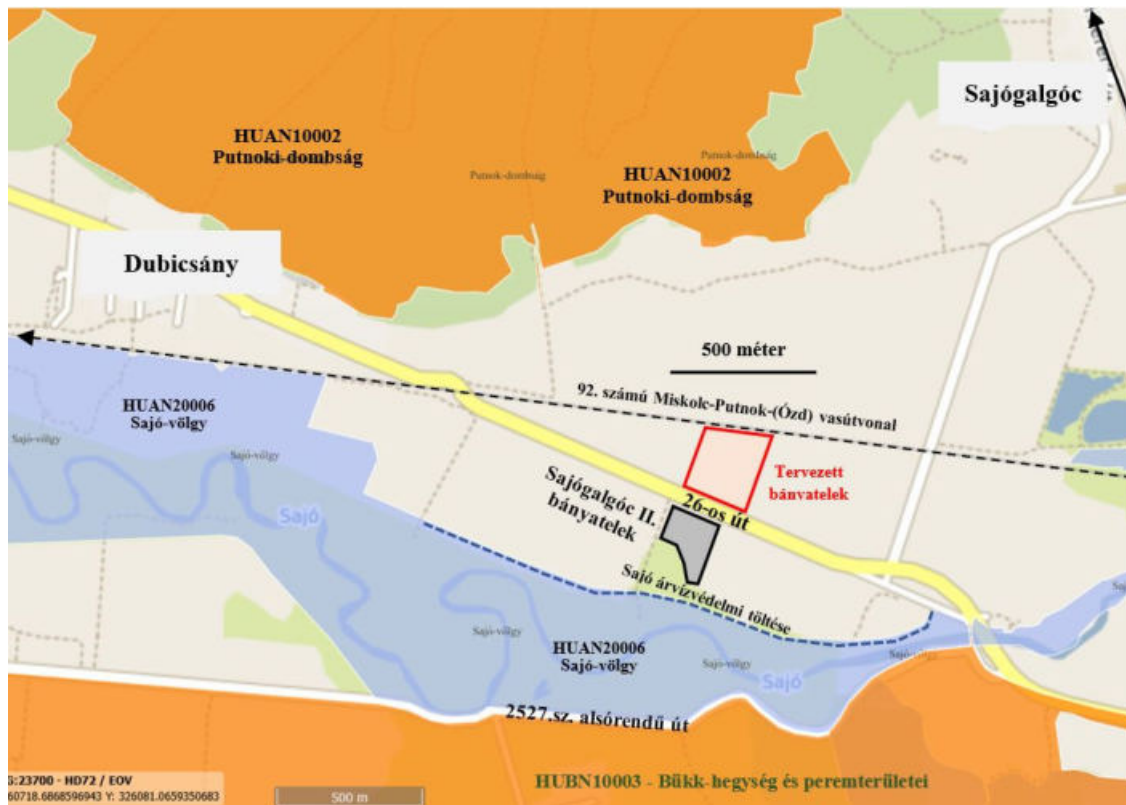 Sajógalgóc
HUAN10002
Putnoki-dombság
Putnok-dombság
Putnok-dombság
HUAN10002
Putnoki-dombság
Dubicsány
500 méter
92. számú Miskolc-Putnok-(Ózd) vasútvonal
HUAN20006
Sajó-völgy
Sajó-völgy
Sajó-völgy
Tervezett
bánvatelek
Sajógalgóc II.
bányatelek
26-os út
Sajó
Sajó árvízvédelmi töltése
Sajó-völgy
HUAN20006
Sajó-völgy
Sajó-völgy
Sajó-völgy
Sajó
2527.sz. alsórendű út
HUBN10003 - Bükk-hegység és peremterületei
G:23700 - HD72 / EOV
60718.6868596943 Y: 326081.0659350683
500 m